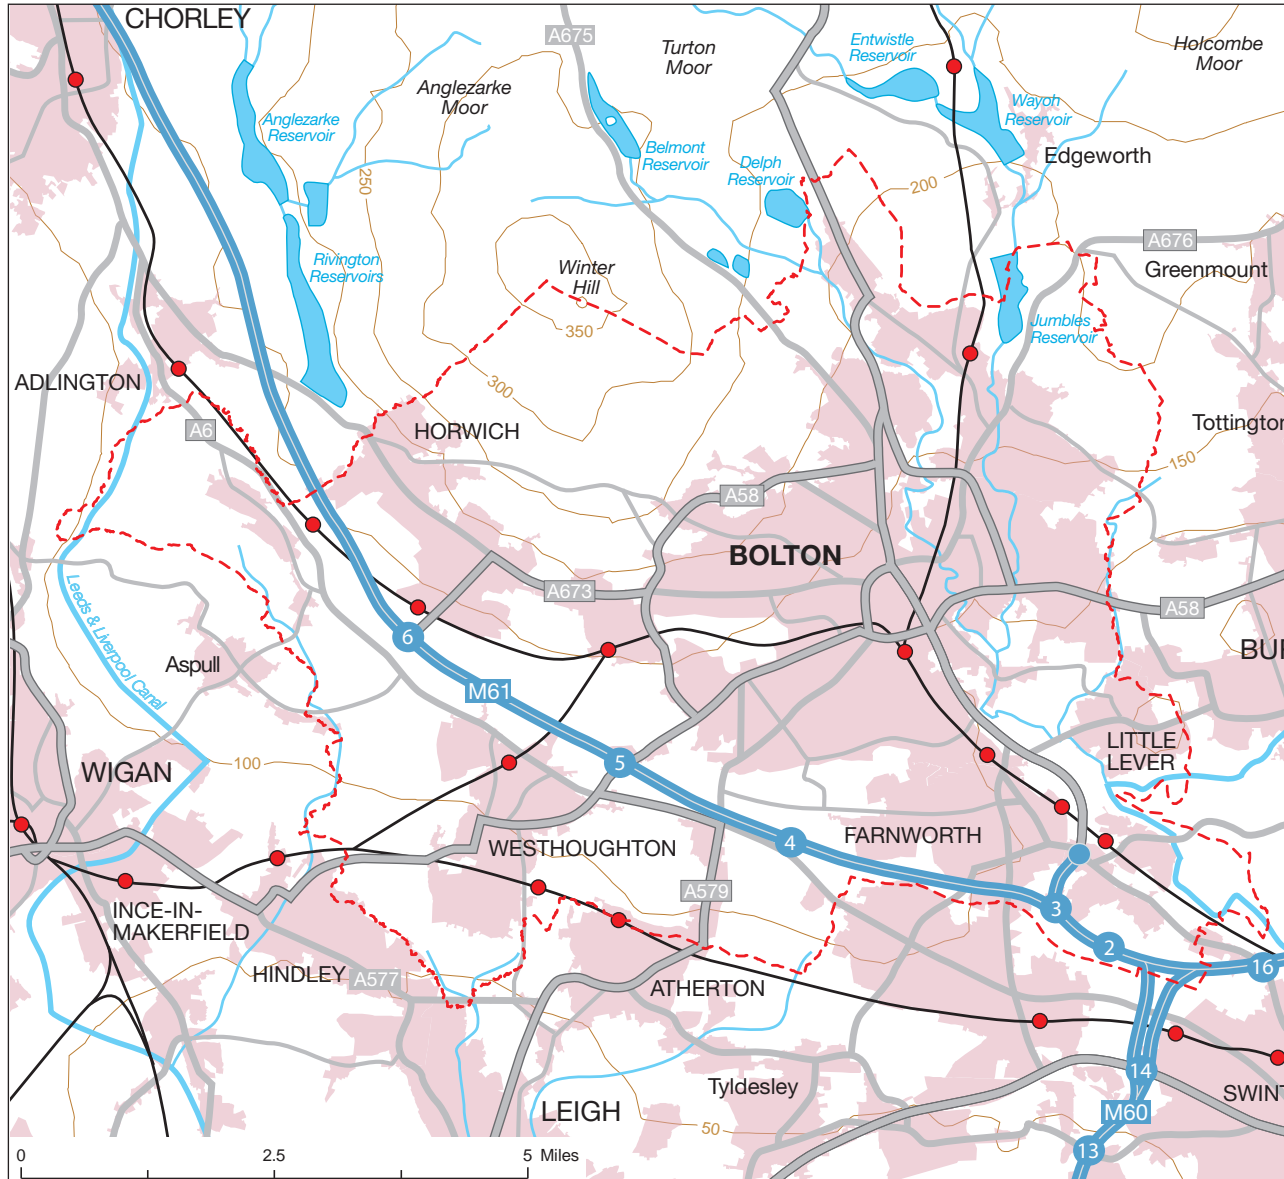 CHORLEY
A675
Turton
Moor
Entwistle
Reservoir
Holcombe
Moor
Anglezarke
Moor
Anglezarke
Reservoir
Wayoh
Reservoir
Belmont
Reservoir
Delph
Reservoir
Edgeworth
250
200
A676
Rivington
Reservoirs
Winter
Hill
Greenmount
350
Jumbles
Reservoir
ADLINGTON
300
A6
HORWICH
Tottington
150
A58
BOLTON
Leeds & Liverpool Canal
A673
A58
6
Aspull
BU
M61
LITTLE
LEVER
WIGAN
100
5
4
FARNWORTH
WESTHOUGHTON
A579
INCE-IN-
MAKERFIELD
3
2
HINDLEY
A577
16
ATHERTON
14
Tyldesley
SWINT
LEIGH
M60
50
13
0
2.5
5 Miles